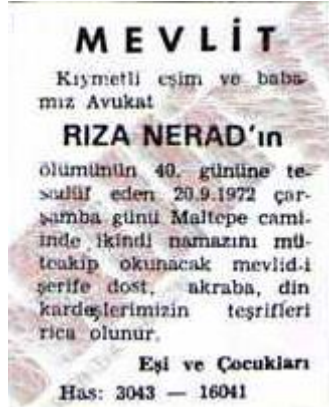 MEVLİT
Kıymetli eşim ve baba-
mız Avukat
RIZA NERAD'ın
ölümünün 40. gününe te-
sadüf eden 20.9.1972 çar-
şamba günü Maltepe cami-
inde ikindi namazını mü-
teakip okunacak mevlid-i
şerife dost, akraba, din
kardeşlerimizin teşrifleri
rica olunur.
Eşi ve Çocukları
Has: 3043 — 16041